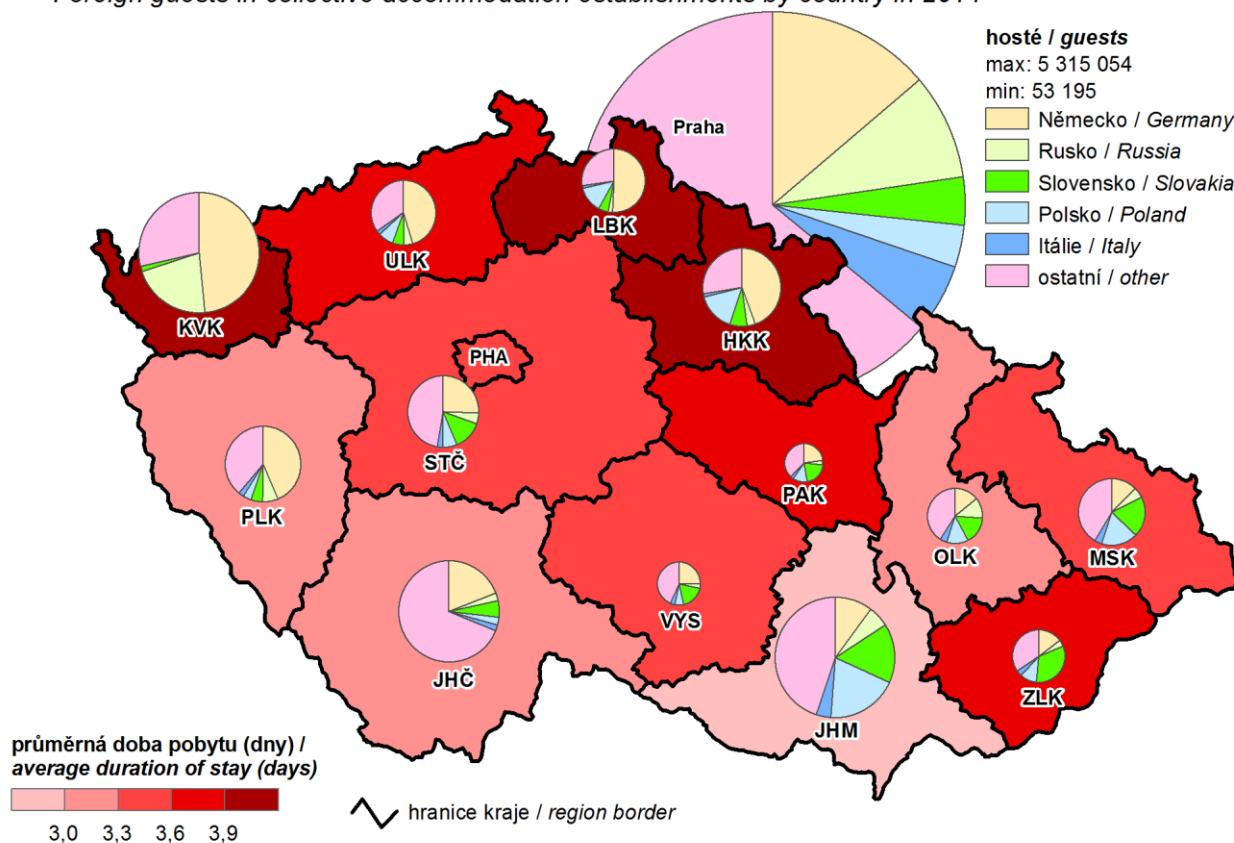 Foreign guests in collective accommodation establishments by country in
hosté / guests
max: 5 315 054
min: 53 195
Německo / Germany
Rusko / Russia
Slovensko / Slovakia
Polsko / Poland
Itálie / Italy
ostatní / other
Praha
LBK
ULK
KVK
HKK
PHA
STČ
PLK
PAK
OLK
MSK
VYS
JHČ
ZLK
JHM
průměrná doba pobytu (dny) /
average duration of stay (days)
3,0 3,3 3,6 3,9
hranice kraje / region border